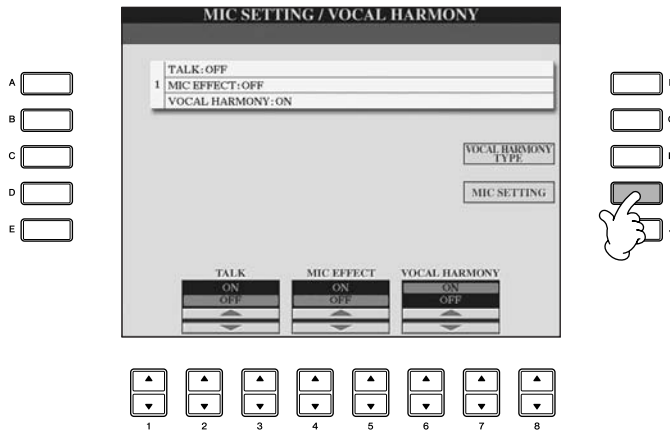 MIC SETTING / VOCAL HARMONY
TALK:OFF
1 MIC EFFECT:OFF
VOCAL HARMONY:ON
A
B
C
D
E
VOCAL HARMONY
TYPE
MIC SETTING
TALK MIC EFFECT VOCAL HARMONY
ON ON ON
OFF OFF OFF
1 2 3 4 5 6 7 8